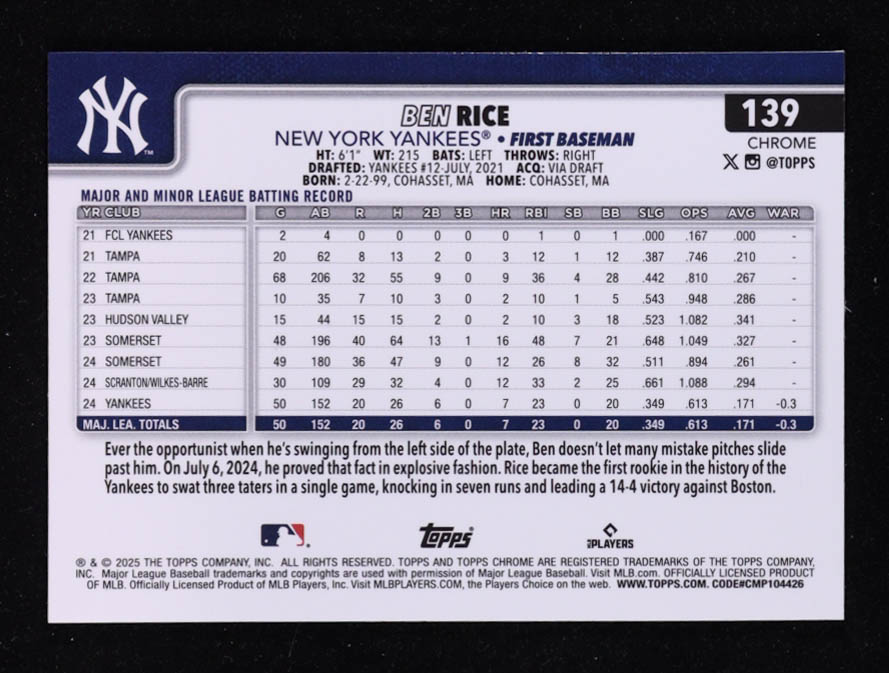 NY
TM
BEN RICE
139
NEW YORK YANKEES® • FIRST BASEMAN
CHROME
HT: 6'1" WT: 215 BATS: LEFT THROWS: RIGHT
X @TOPPS
DRAFTED: YANKEES #12-JULY, 2021 ACQ: VIA DRAFT
BORN: 2-22-99, COHASSET, MA HOME: COHASSET, MA
MAJOR AND MINOR LEAGUE BATTING RECORD
YR CLUB G AB R H 2B 3B HR RBI SB BB SLG OPS AVG WAR
21 FCL YANKEES 2 4 0 0 0 0 0 1 0 1 .000 .167 .000 -
21 TAMPA 20 62 8 13 2 0 3 12 1 12 .387 .746 .210 -
22 TAMPA 68 206 32 55 9 0 9 36 4 28 .442 .810 .267 -
23 TAMPA 10 35 7 10 3 0 2 10 1 5 .543 .948 .286 -
23 HUDSON VALLEY 15 44 15 15 2 0 2 10 3 18 .523 1.082 .341 -
23 SOMERSET 48 196 40 64 13 1 16 48 7 21 .648 1.049 .327 -
24 SOMERSET 49 180 36 47 9 0 12 26 8 32 .511 .894 .261 -
24 SCRANTON/WILKES-BARRE 30 109 29 32 4 0 12 33 2 25 .661 1.088 .294 -
24 YANKEES 50 152 20 26 6 0 7 23 0 20 .349 .613 .171 -0.3
MAJ. LEA. TOTALS 50 152 20 26 6 0 7 23 0 20 .349 .613 .171 -0.3
Ever the opportunist when he's swinging from the left side of the plate, Ben doesn't let many mistake pitches slide
past him. On July 6, 2024, he proved that fact in explosive fashion. Rice became the first rookie in the history of the
Yankees to swat three taters in a single game, knocking in seven runs and leading a 14-4 victory against Boston.
Topps
PLAYERS
® & © 2025 THE TOPPS COMPANY, INC. ALL RIGHTS RESERVED. TOPPS AND TOPPS CHROME ARE REGISTERED TRADEMARKS OF THE TOPPS COMPANY,
INC. Major League Baseball trademarks and copyrights are used with permission of Major League Baseball. Visit MLB.com. OFFICIALLY LICENSED PRODUCT
OF MLB. Officially Licensed Product of MLB Players, Inc. Visit MLBPLAYERS.COM, the Players Choice on the web. WWW.TOPPS.COM. CODE#CMP104426